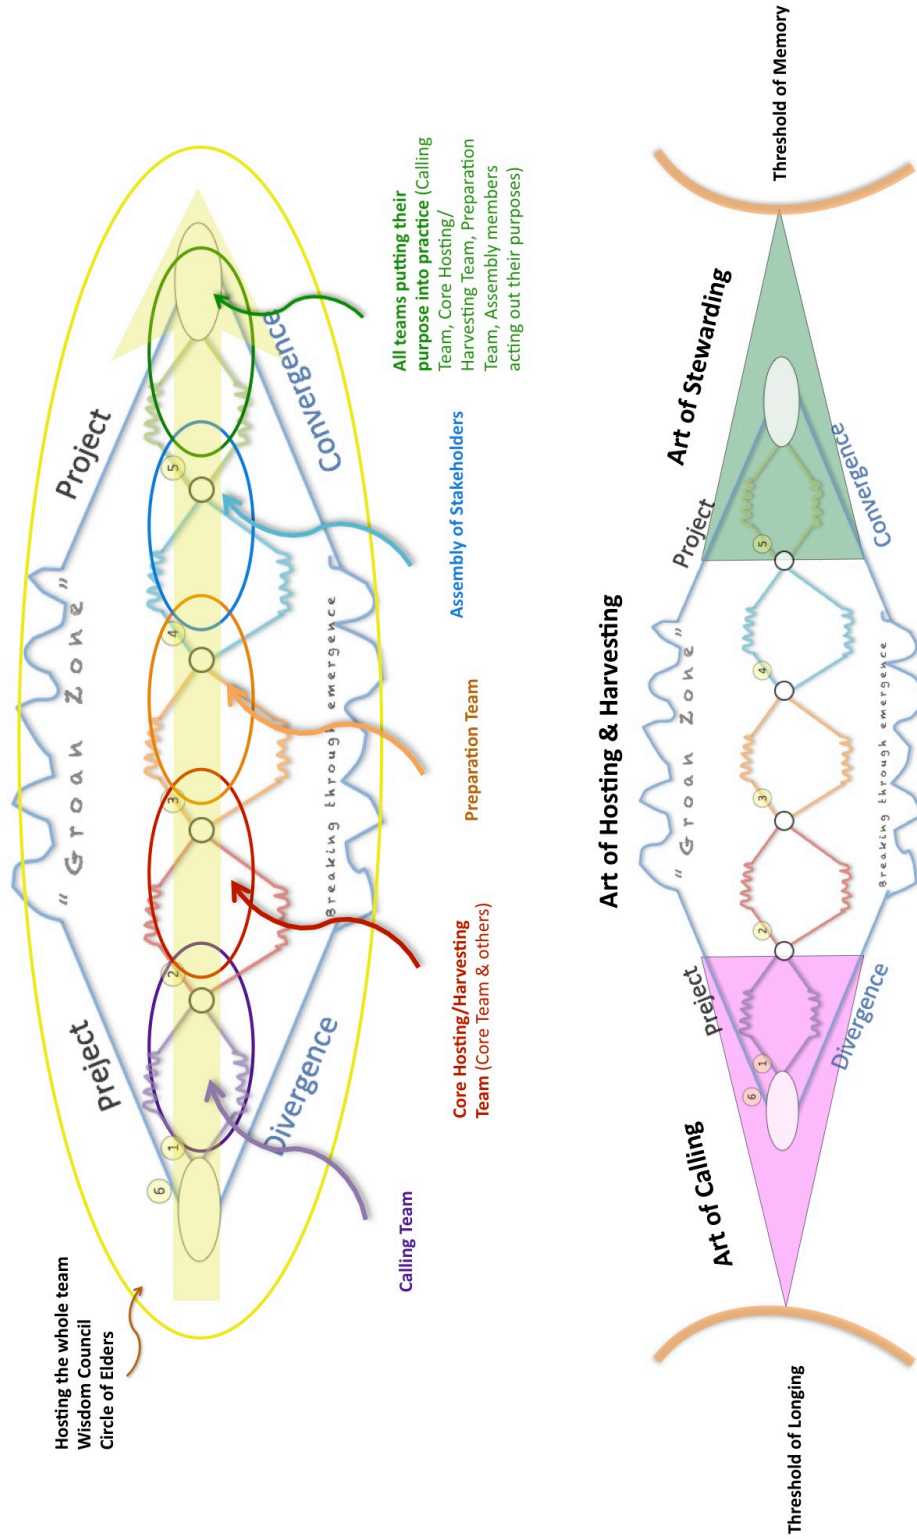 Hosting the whole team
Wisdom Council
Circle of Elders
Preject
“ Groan Zone ”
Project
6
1
2
3
4
5
Divergence
Breaking through emergence
Convergence
Calling Team
Core Hosting/Harvesting
Team (Core Team & others)
Preparation Team
Assembly of Stakeholders
All teams putting their
purpose into practice (Calling
Team, Core Hosting/
Harvesting Team, Preparation
Team, Assembly members
acting out their purposes)
Art of Hosting & Harvesting
Art of Calling
Art of Stewarding
Preject
“ Groan Zone ”
Project
6
1
2
3
4
5
Threshold of Longing
Threshold of Memory
Divergence
Breaking through emergence
Convergence